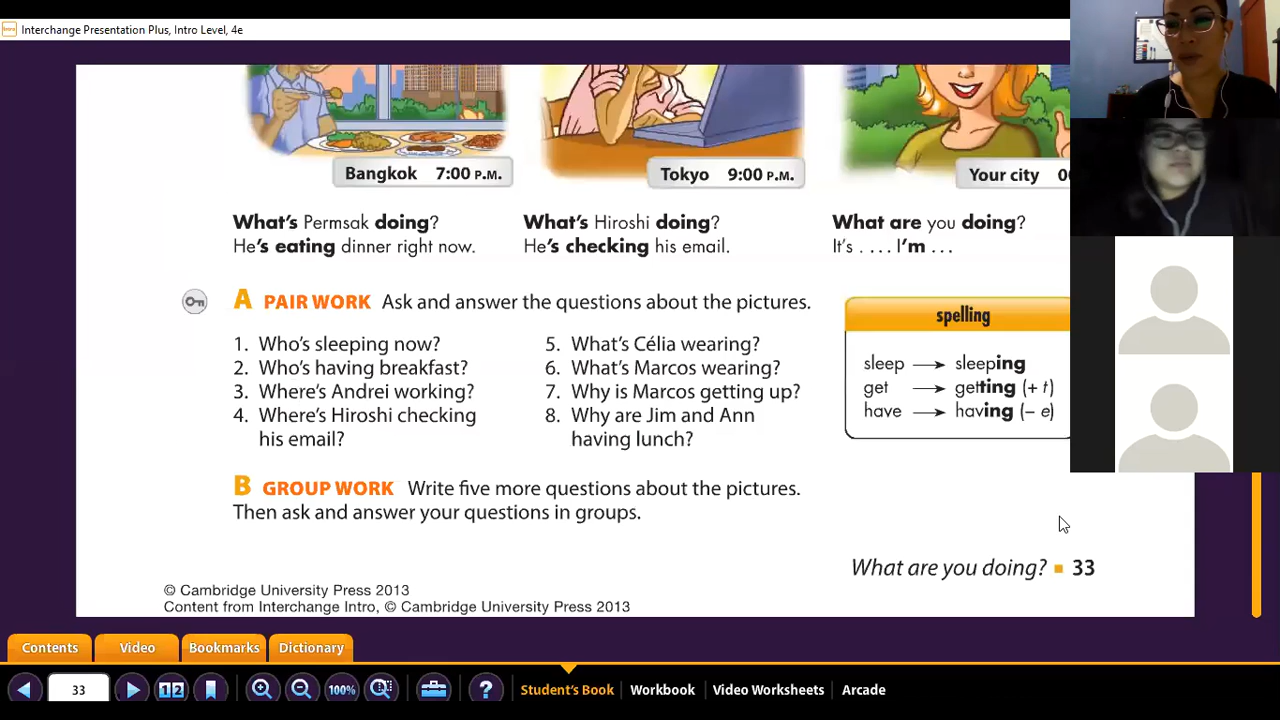 Interchange Presentation Plus, Intro Level, 4e
Bangkok 7:00 P.M.
Tokyo 9:00 P.M.
Your city
What's Permsak doing?
He's eating dinner right now.
What's Hiroshi doing?
He's checking his email.
What are you doing?
It's . . . . I'm . . .
A PAIR WORK Ask and answer the questions about the pictures.
1. Who's sleeping now?
2. Who's having breakfast?
3. Where's Andrei working?
4. Where's Hiroshi checking
his email?
5. What's Célia wearing?
6. What's Marcos wearing?
7. Why is Marcos getting up?
8. Why are Jim and Ann
having lunch?
spelling
sleep → sleeping
get → getting (+ t)
have → having (– e)
B GROUP WORK Write five more questions about the pictures.
Then ask and answer your questions in groups.
What are you doing? ▪ 33
© Cambridge University Press 2013
Content from Interchange Intro, © Cambridge University Press 2013
Contents Video Bookmarks Dictionary
33 12 100% ? Student's Book Workbook Video Worksheets Arcade